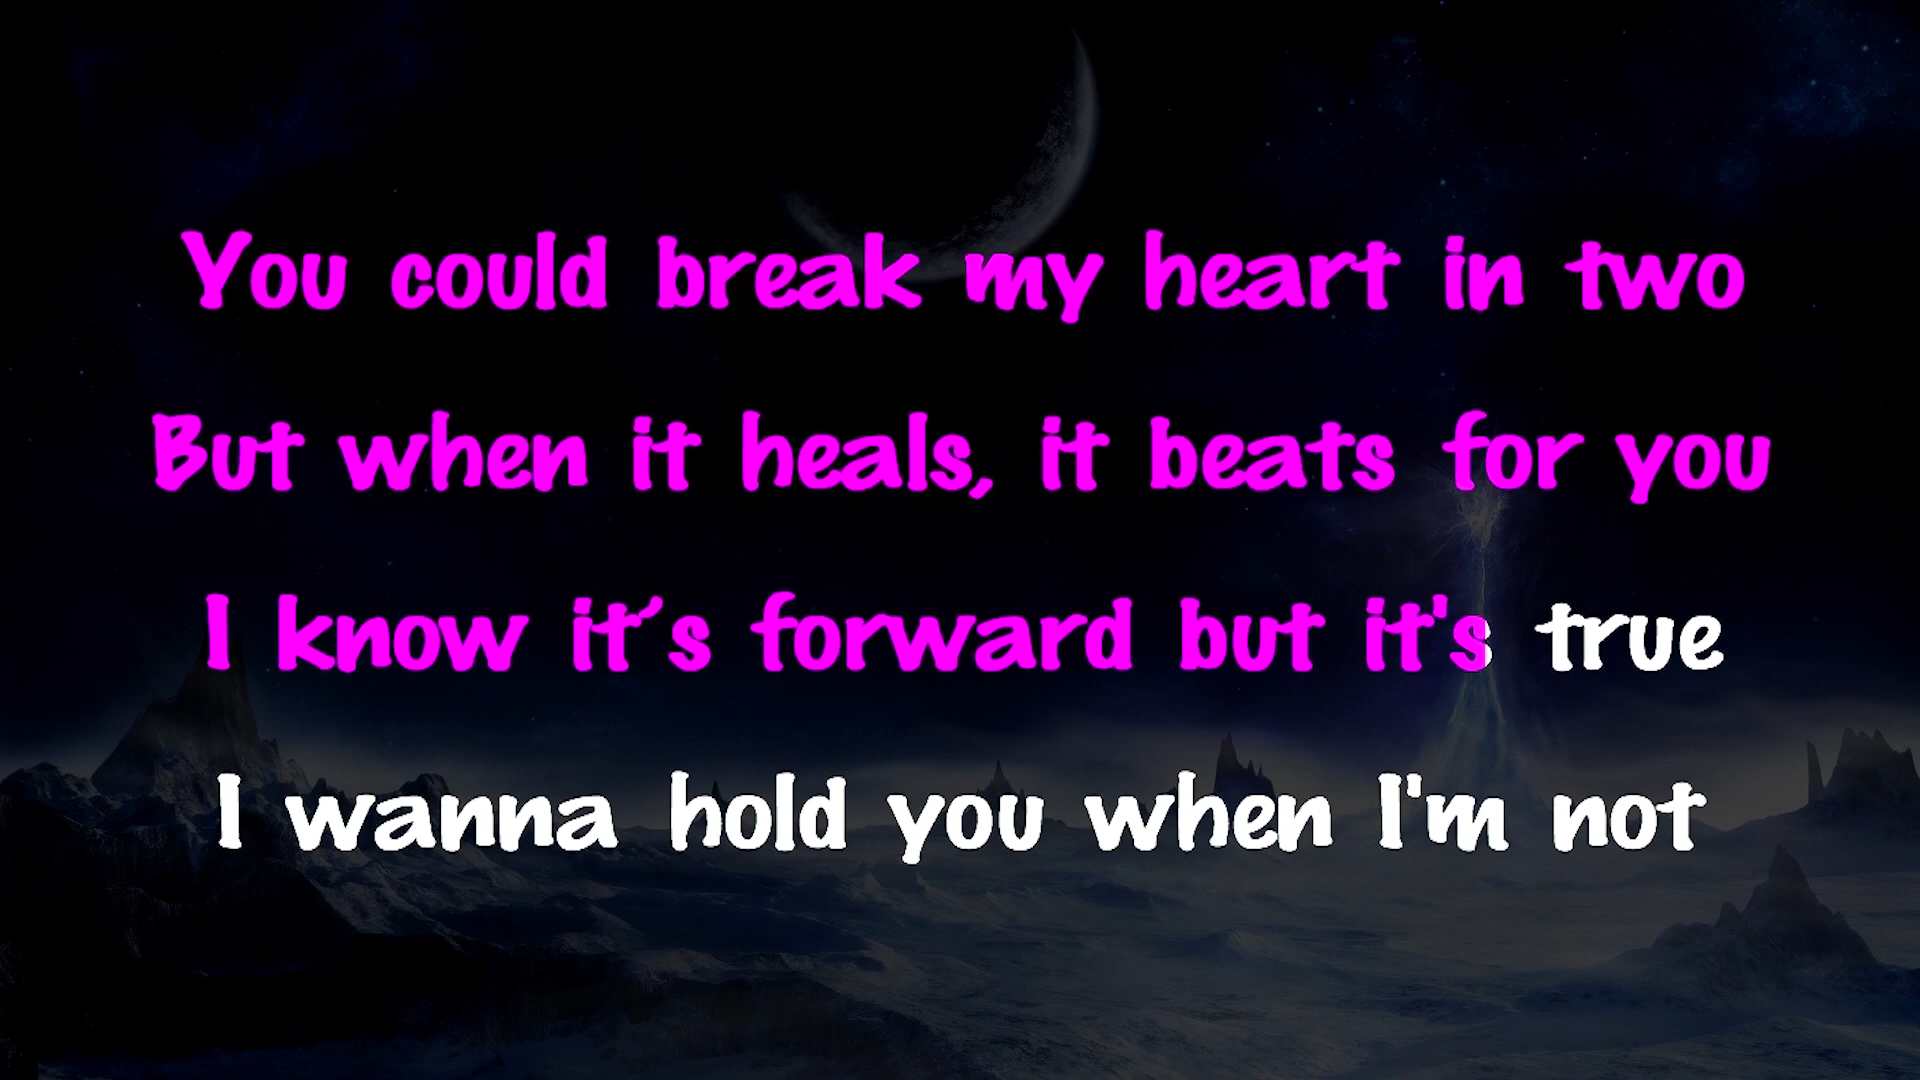 You could break my heart in two
But when it heals, it beats for you
I know it´s forward but it's true
I wanna hold you when I'm not